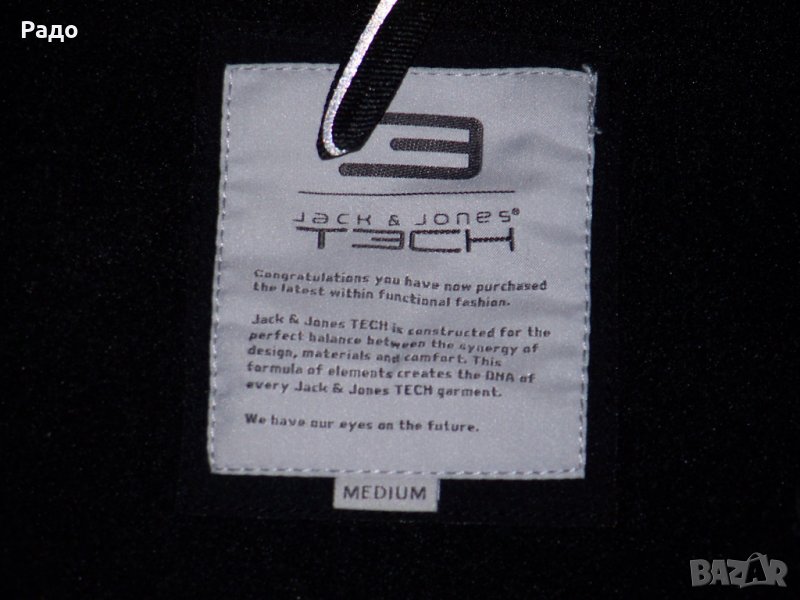 Радо
JACK & JONES®
T3CH
Congratulations you have now purchased
the latest within functional fashion.
Jack & Jones TECH is constructed for the
perfect balance between the synergy of
design, materials and comfort. This
formula of elements creates the DNA of
every Jack & Jones TECH garment.
We have our eyes on the future.
MEDIUM
BAZAR